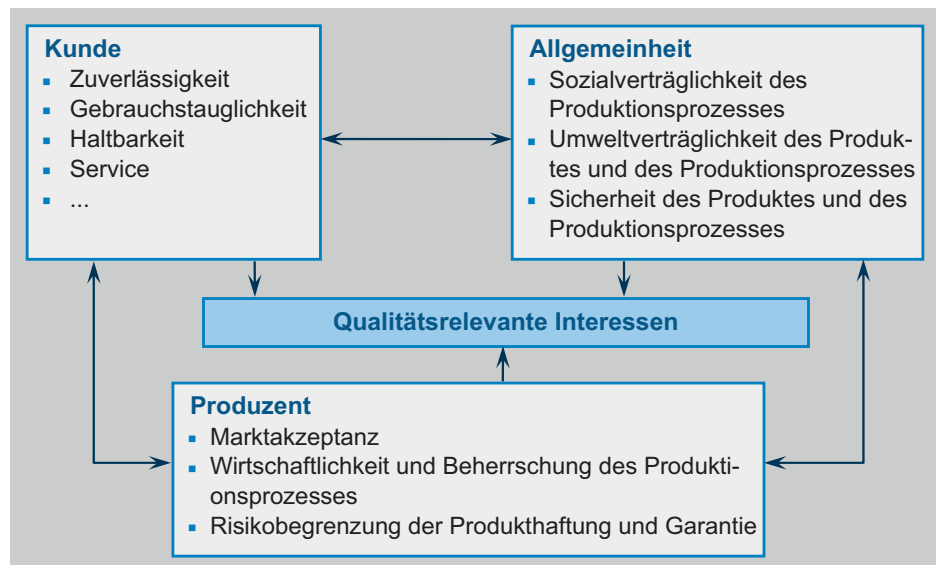 Kunde
Zuverlässigkeit
Gebrauchstauglichkeit
Haltbarkeit
Service
...
Allgemeinheit
Sozialverträglichkeit des
Produktionsprozesses
Umweltverträglichkeit des Produk-
tes und des Produktionsprozesses
Sicherheit des Produktes und des
Produktionsprozesses
Qualitätsrelevante Interessen
Produzent
Marktakzeptanz
Wirtschaftlichkeit und Beherrschung des Produkti-
onsprozesses
Risikobegrenzung der Produkthaftung und Garantie